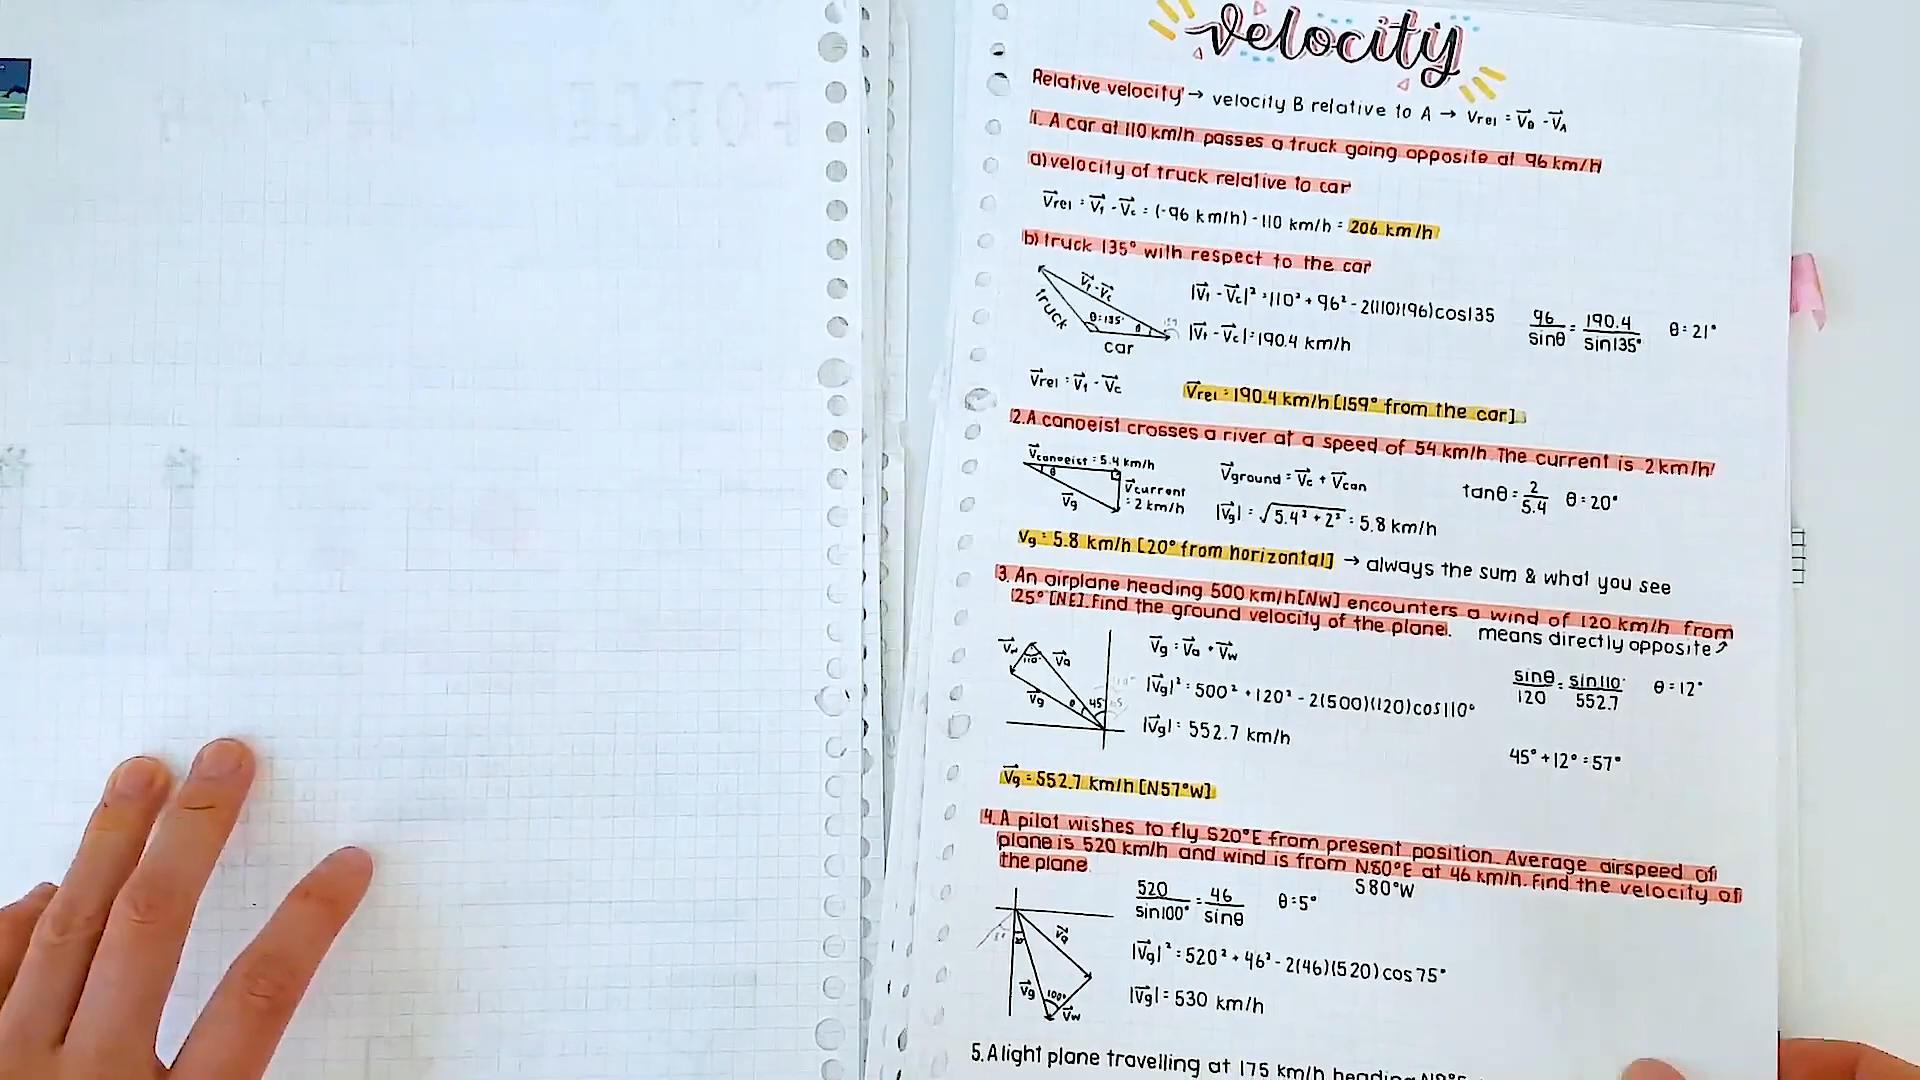 velocity
Relative velocity → velocity B relative to A → Vrel = V⃗B - V⃗A
1. A car at 110 km/h passes a truck going opposite at 96 km/h
a) velocity of truck relative to car
V⃗rel = V⃗t - V⃗c = (-96 km/h) - 110 km/h = 206 km/h
b) truck 135° with respect to the car
V⃗t - V⃗c
truck
θ=135°
θ
159
car
|V⃗t - V⃗c|² = 110² + 96² - 2(110)(96)cos135
96/sinθ = 190.4/sin135° θ = 21°
|V⃗t - V⃗c| = 190.4 km/h
V⃗rel = V⃗t - V⃗c
V⃗rel = 190.4 km/h [159° from the car]
2. A canoeist crosses a river at a speed of 54 km/h. The current is 2 km/h
V⃗canoeist = 5.4 km/h
θ
V⃗current = 2 km/h
V⃗g
V⃗ground = V⃗c + V⃗can
tanθ = 2/5.4 θ = 20°
|V⃗g| = √5.4² + 2² = 5.8 km/h
Vg = 5.8 km/h [20° from horizontal] → always the sum & what you see
3. An airplane heading 500 km/h [NW] encounters a wind of 120 km/h from
25° [NE]. Find the ground velocity of the plane. means directly opposite
V⃗w
110°
V⃗a
V⃗g
θ
45°
V⃗g = V⃗a + V⃗w
|V⃗g|² = 500² + 120² - 2(500)(120)cos110°
sinθ/120 = sin110°/552.7 θ = 12°
|V⃗g| = 552.7 km/h
45° + 12° = 57°
V⃗g = 552.7 km/h [N57°W]
4. A pilot wishes to fly S20°E from present position. Average airspeed of
plane is 520 km/h and wind is from N80°E at 46 km/h. Find the velocity of
the plane
S80°W
520/sin100° = 46/sinθ θ = 5°
V⃗a
20°
V⃗g
100°
V⃗w
|V⃗g|² = 520² + 46² - 2(46)(520)cos75°
|V⃗g| = 530 km/h
5. A light plane travelling at 175 km/h heading
FORCE